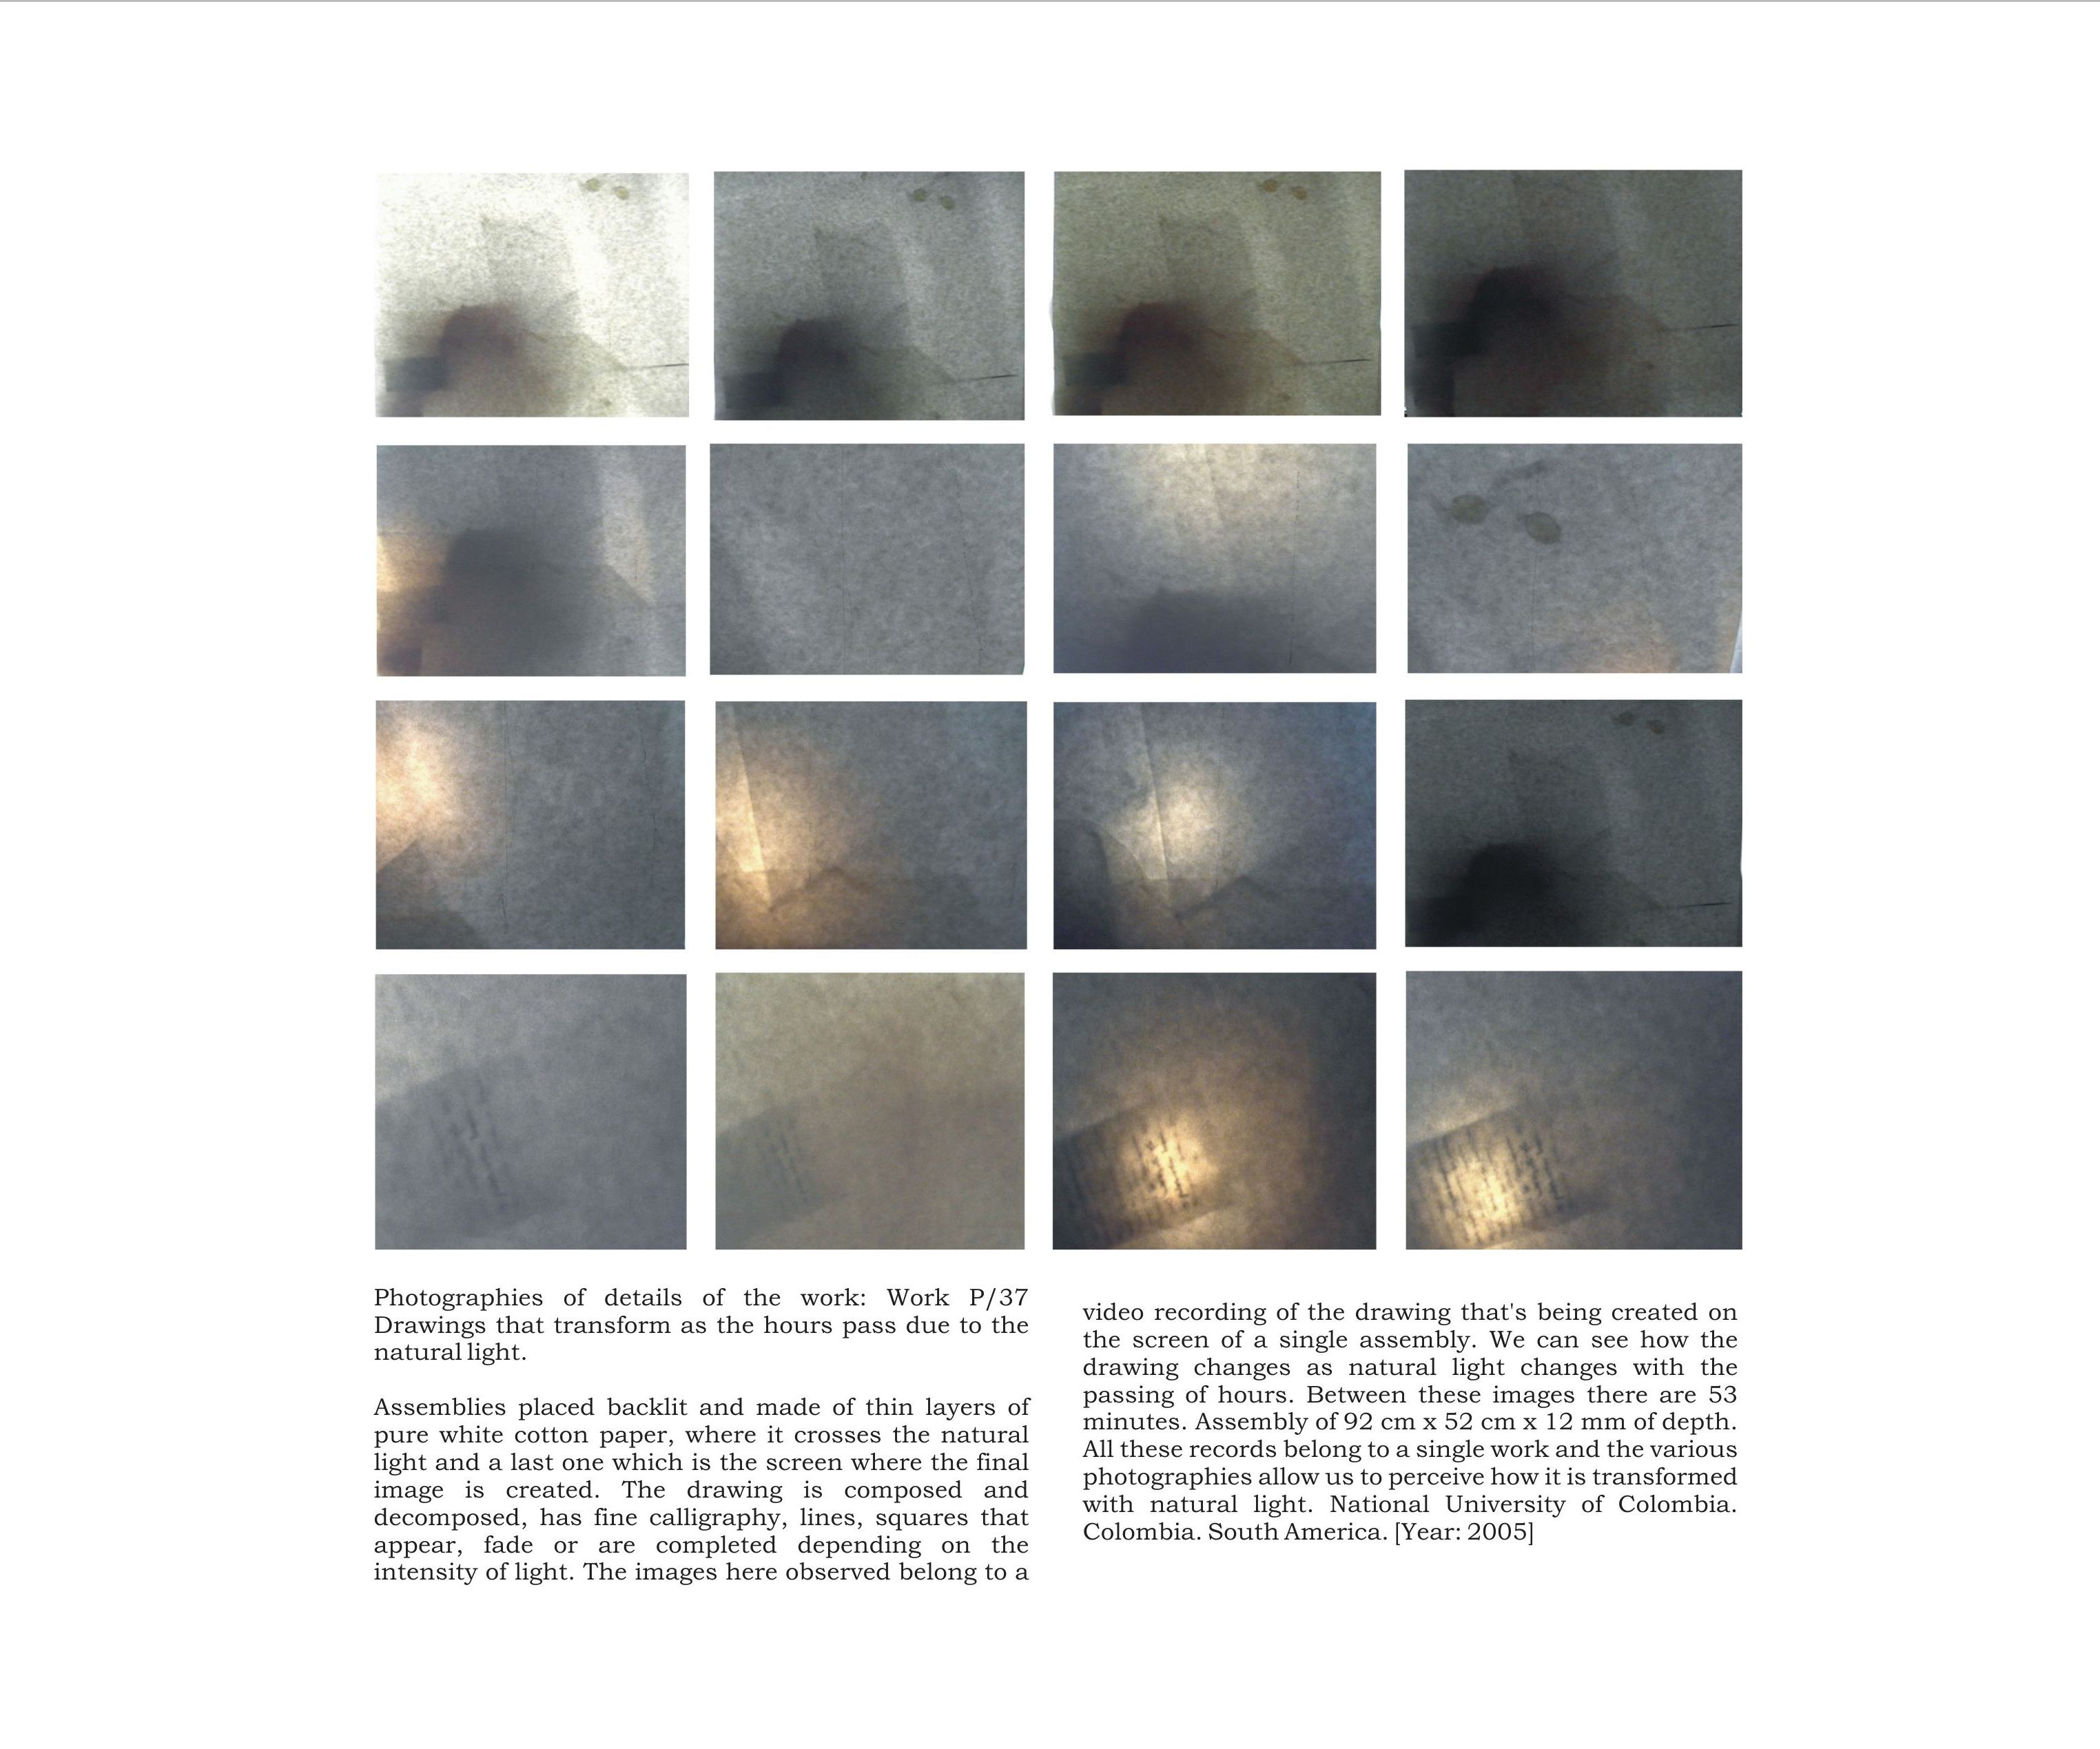 Photographies of details of the work: Work P/37
Drawings that transform as the hours pass due to the
natural light.
Assemblies placed backlit and made of thin layers of
pure white cotton paper, where it crosses the natural
light and a last one which is the screen where the final
image is created. The drawing is composed and
decomposed, has fine calligraphy, lines, squares that
appear, fade or are completed depending on the
intensity of light. The images here observed belong to a
video recording of the drawing that's being created on
the screen of a single assembly. We can see how the
drawing changes as natural light changes with the
passing of hours. Between these images there are 53
minutes. Assembly of 92 cm x 52 cm x 12 mm of depth.
All these records belong to a single work and the various
photographies allow us to perceive how it is transformed
with natural light. National University of Colombia.
Colombia. South America. [Year: 2005]